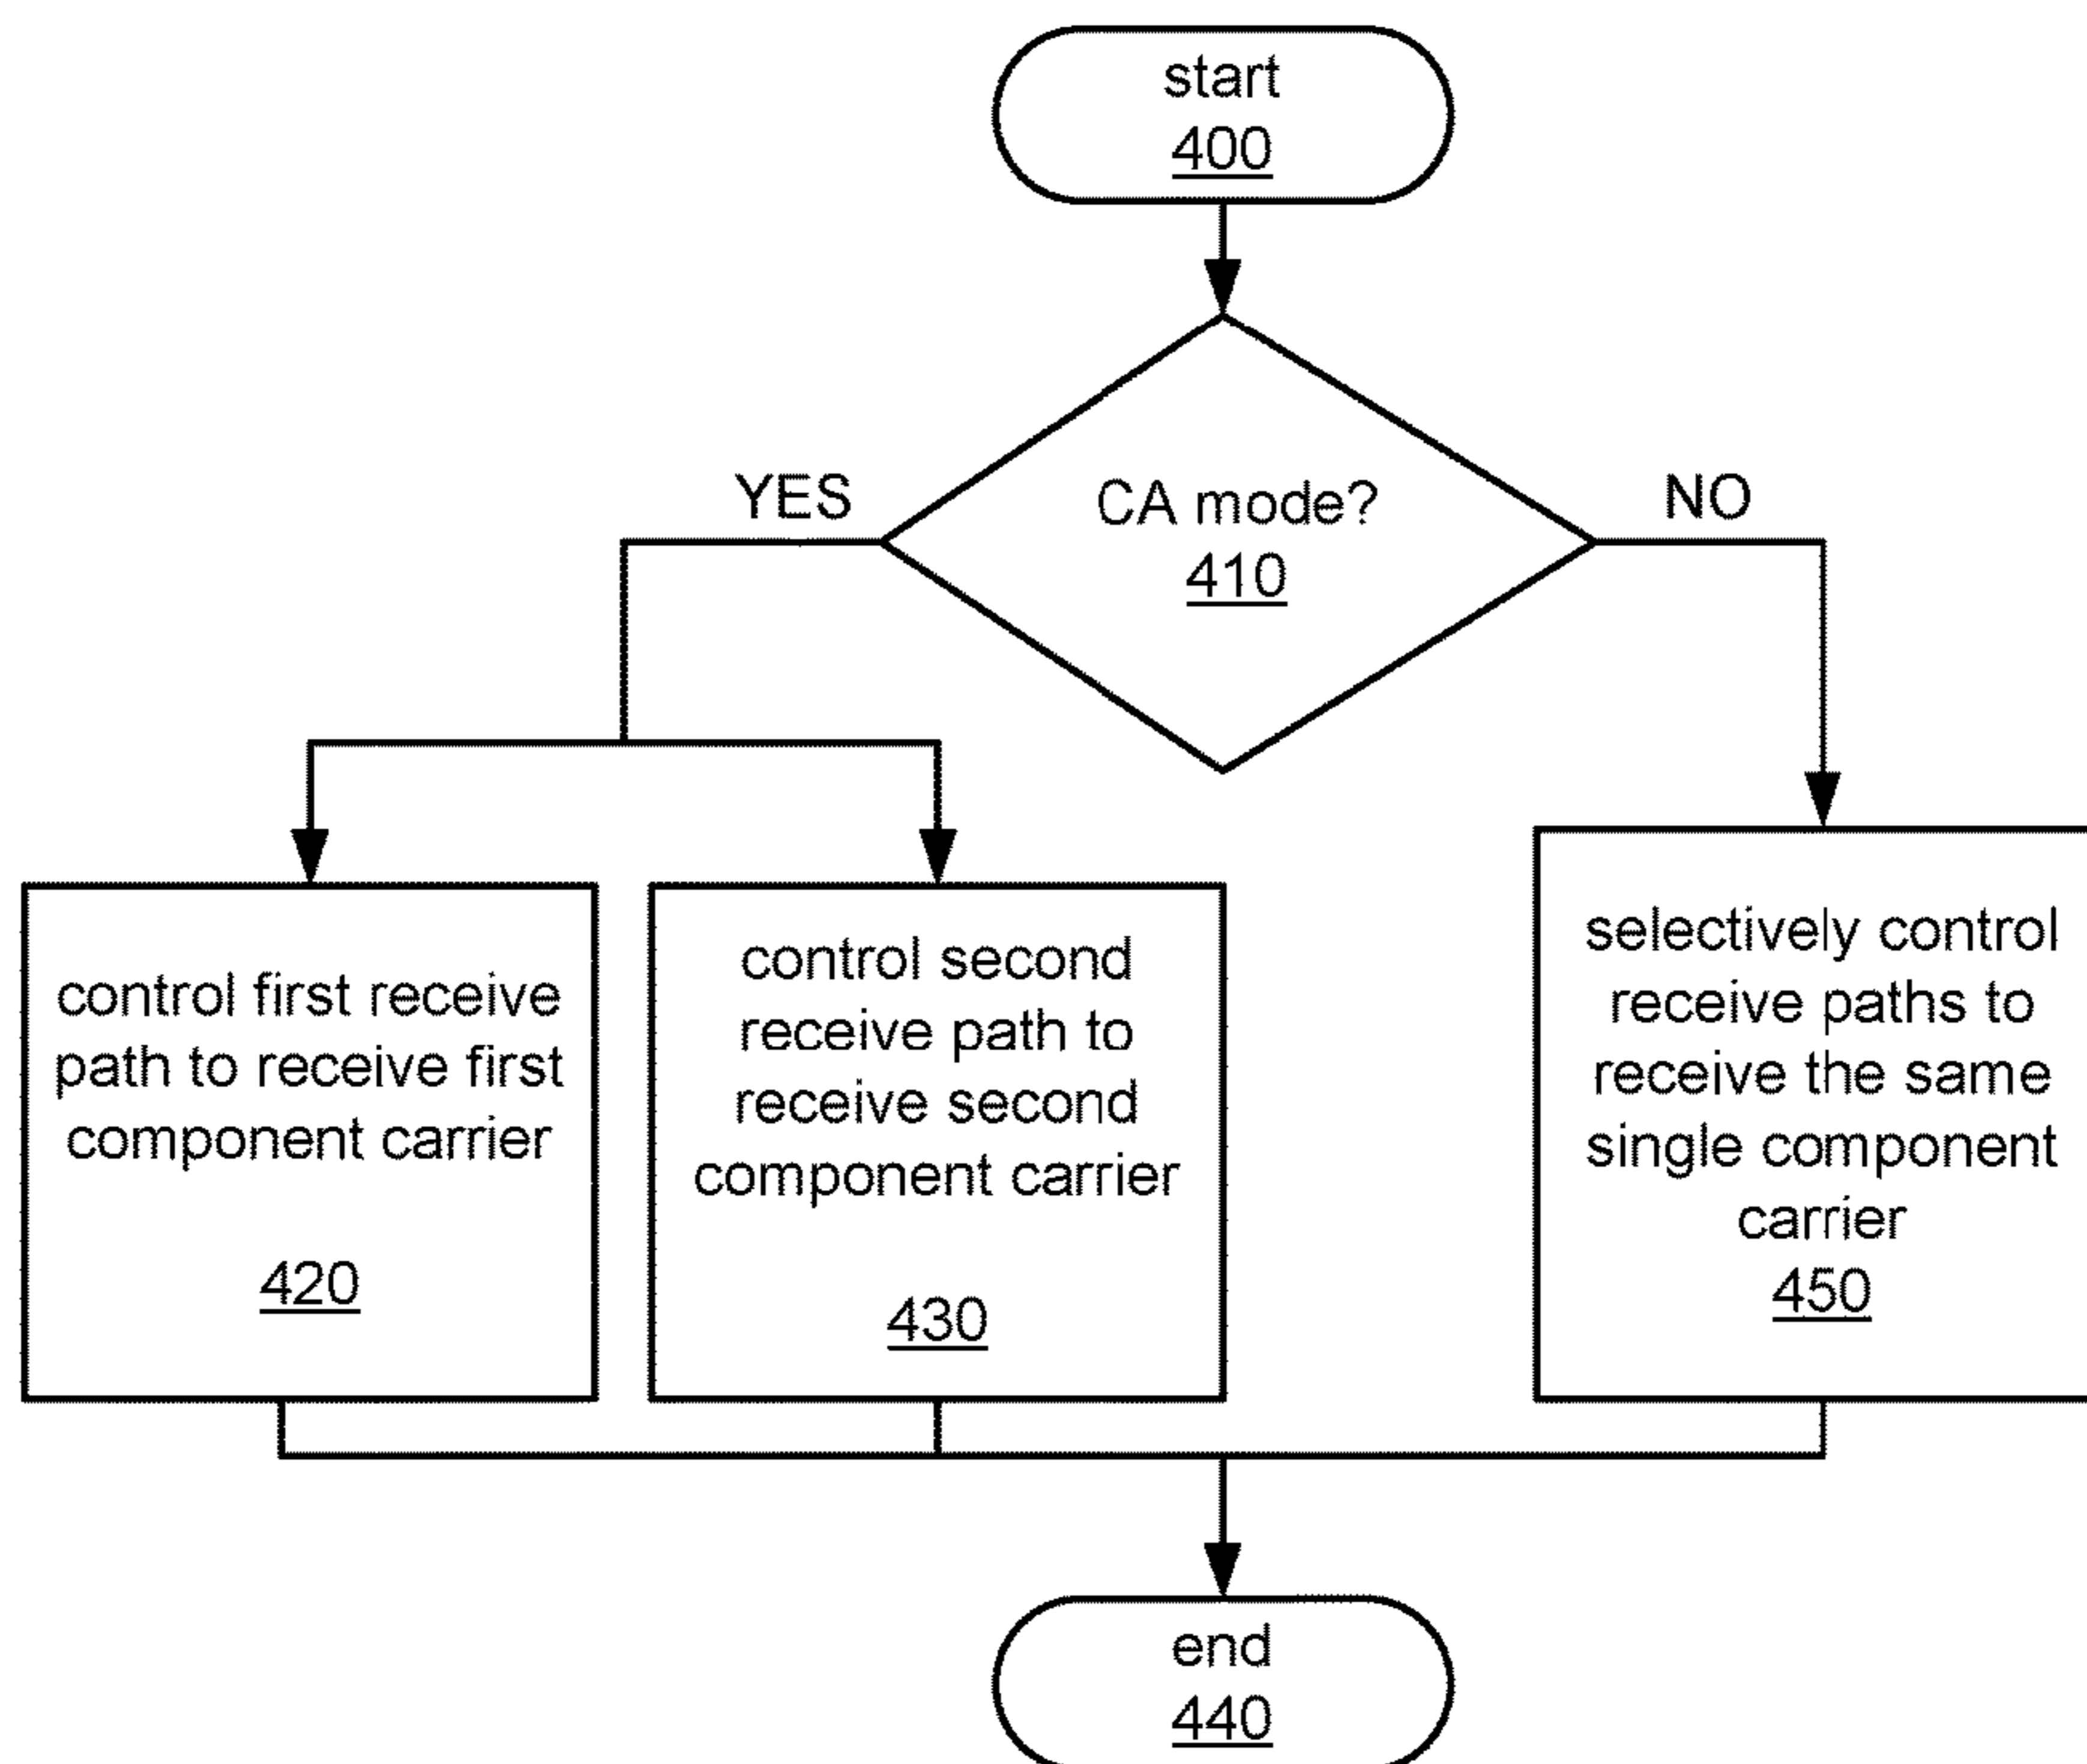 start
400
CA mode?
410
YES
NO
control first receive
path to receive first
component carrier
420
control second
receive path to
receive second
component carrier
430
selectively control
receive paths to
receive the same
single component
carrier
450
end
440